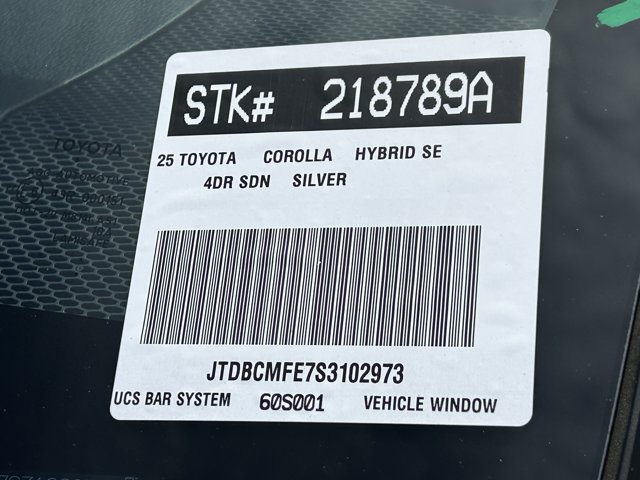 STK# 218789A
25 TOYOTA COROLLA HYBRID SE
4DR SDN SILVER
JTDBCMFE7S3102973
UCS BAR SYSTEM 60S001 VEHICLE WINDOW
TOYOTA